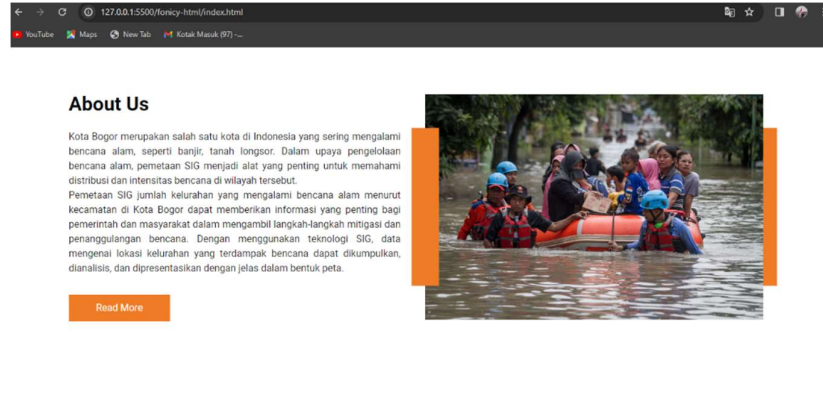 127.0.0.1:5500/fonicy-html/index.html
YouTube Maps New Tab Kotak Masuk (97) -...
About Us
Kota Bogor merupakan salah satu kota di Indonesia yang sering mengalami
bencana alam, seperti banjir, tanah longsor. Dalam upaya pengelolaan
bencana alam, pemetaan SIG menjadi alat yang penting untuk memahami
distribusi dan intensitas bencana di wilayah tersebut.
Pemetaan SIG jumlah kelurahan yang mengalami bencana alam menurut
kecamatan di Kota Bogor dapat memberikan informasi yang penting bagi
pemerintah dan masyarakat dalam mengambil langkah-langkah mitigasi dan
penanggulangan bencana. Dengan menggunakan teknologi SIG, data
mengenai lokasi kelurahan yang terdampak bencana dapat dikumpulkan,
dianalisis, dan dipresentasikan dengan jelas dalam bentuk peta.
Read More